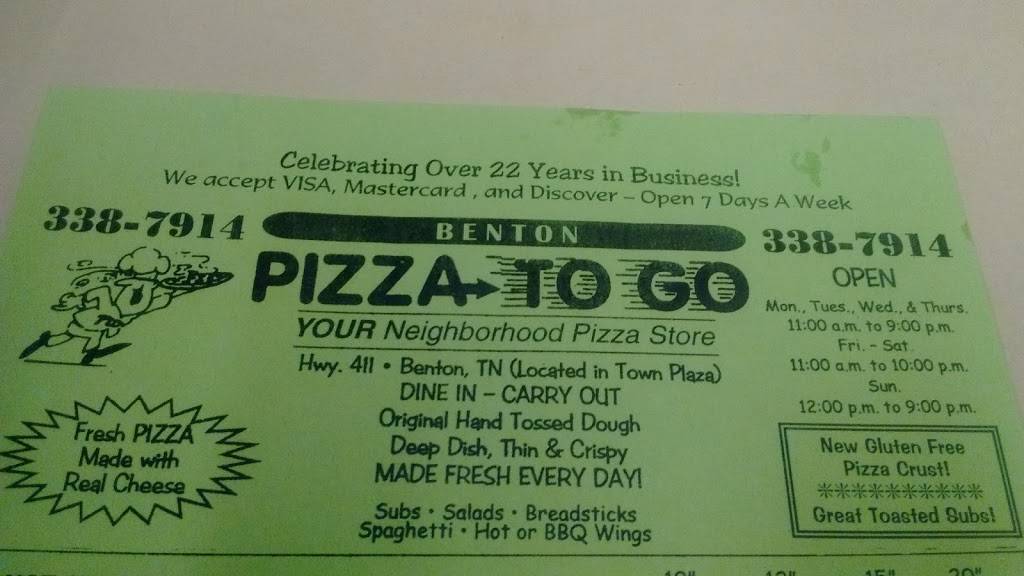 Celebrating Over 22 Years in Business!
We accept VISA, Mastercard , and Discover – Open 7 Days A Week
338-7914
BENTON
338-7914
PIZZA TO GO
YOUR Neighborhood Pizza Store
Hwy. 411 • Benton, TN (Located in Town Plaza)
DINE IN – CARRY OUT
Original Hand Tossed Dough
Deep Dish, Thin & Crispy
MADE FRESH EVERY DAY!
Subs • Salads • Breadsticks
Spaghetti • Hot or BBQ Wings
Fresh PIZZA
Made with
Real Cheese
OPEN
Mon., Tues., Wed., & Thurs.
11:00 a.m. to 9:00 p.m.
Fri. – Sat.
11:00 a.m. to 10:00 p.m.
Sun.
12:00 p.m. to 9:00 p.m.
New Gluten Free
Pizza Crust!
**********
Great Toasted Subs!